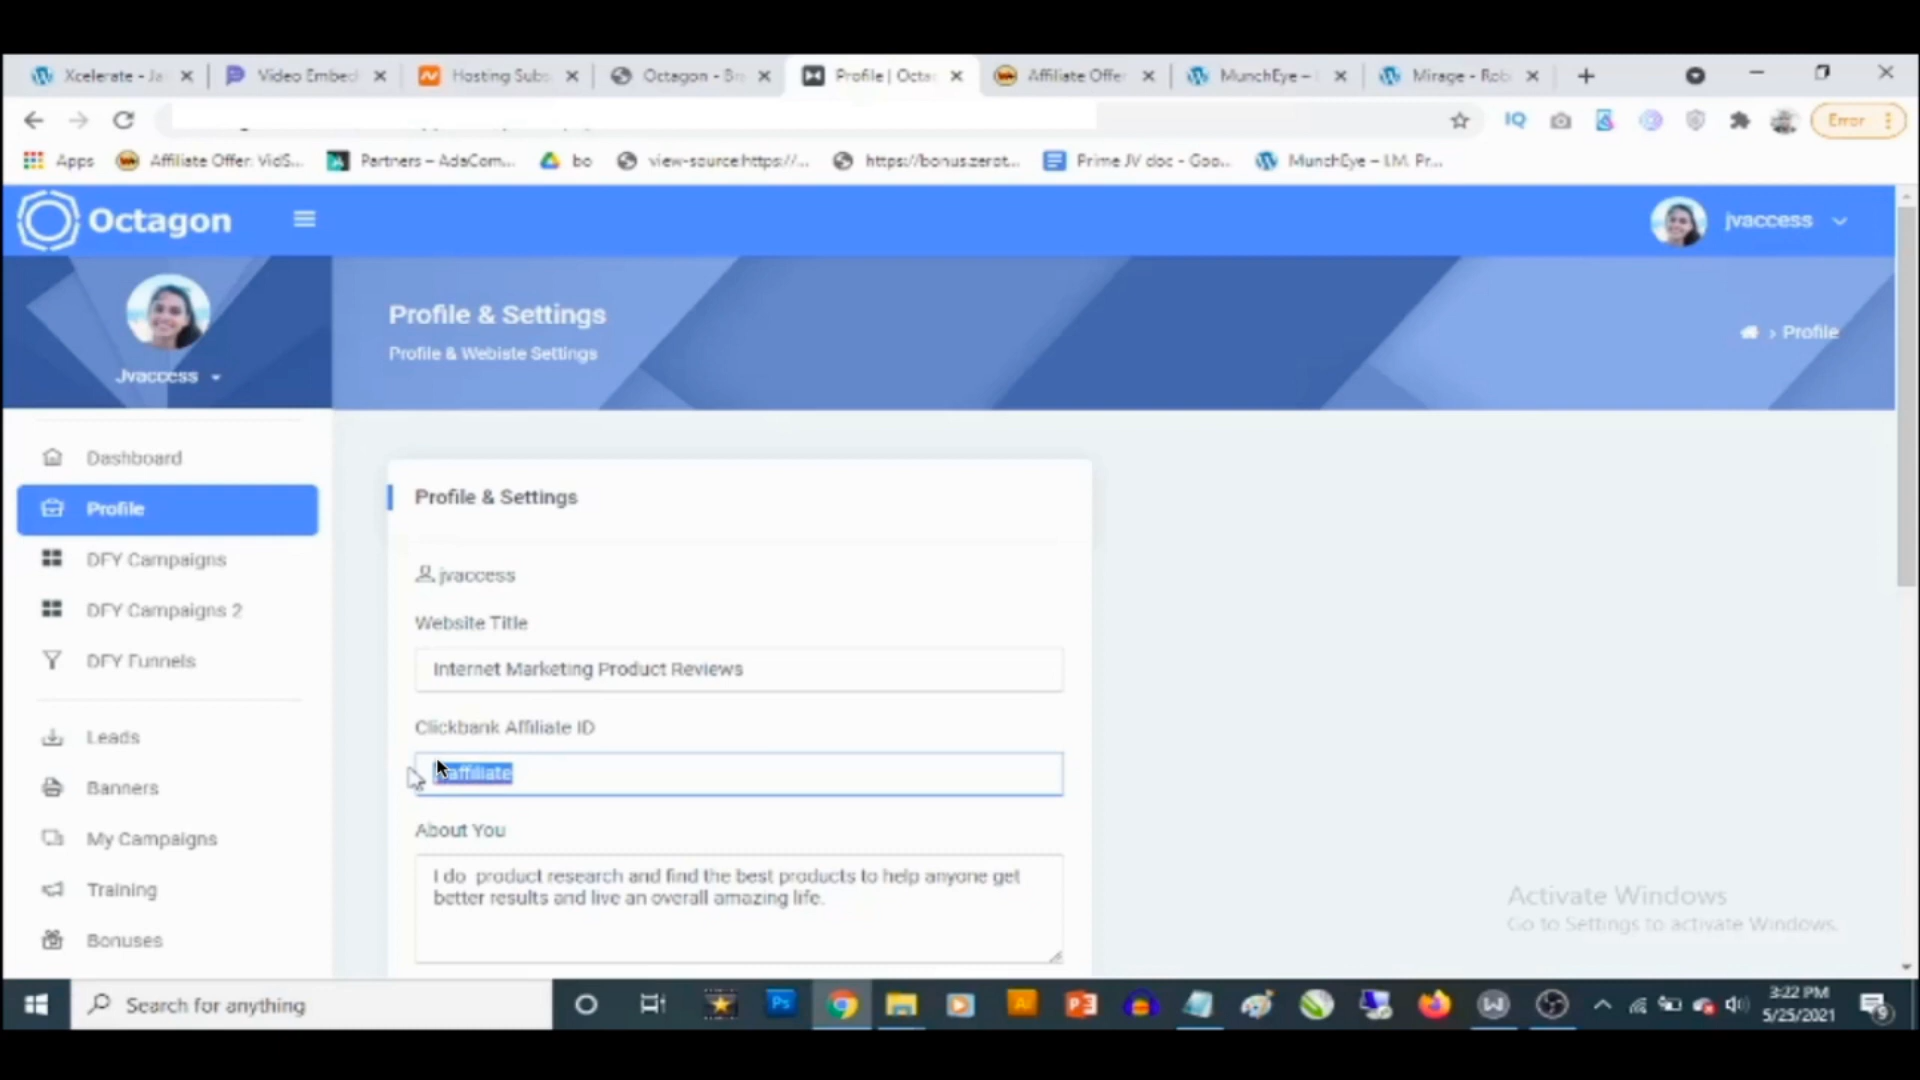 Xcelerate - Ja
Video Embed
Hosting Subs
Octagon - Br
Profile | Octa
Affiliate Offer
MunchEye –
Mirage - Rob
IQ
Error
Apps
Affiliate Offer: VidS...
Partners – AdaCom...
bo
view-source:https://...
https://bonus.zerot...
Prime JV doc - Goo...
MunchEye – I.M. Pr...
Octagon
jvaccess
Jvaccess
Profile & Settings
Profile & Webiste Settings
› Profile
Dashboard
Profile
DFY Campaigns
DFY Campaigns 2
DFY Funnels
Leads
Banners
My Campaigns
Training
Bonuses
Profile & Settings
jvaccess
Website Title
Internet Marketing Product Reviews
Clickbank Affiliate ID
affiliate
About You
I do product research and find the best products to help anyone get
better results and live an overall amazing life.
Activate Windows
Go to Settings to activate Windows.
Search for anything
Ps
Ai
3:22 PM
5/25/2021
9